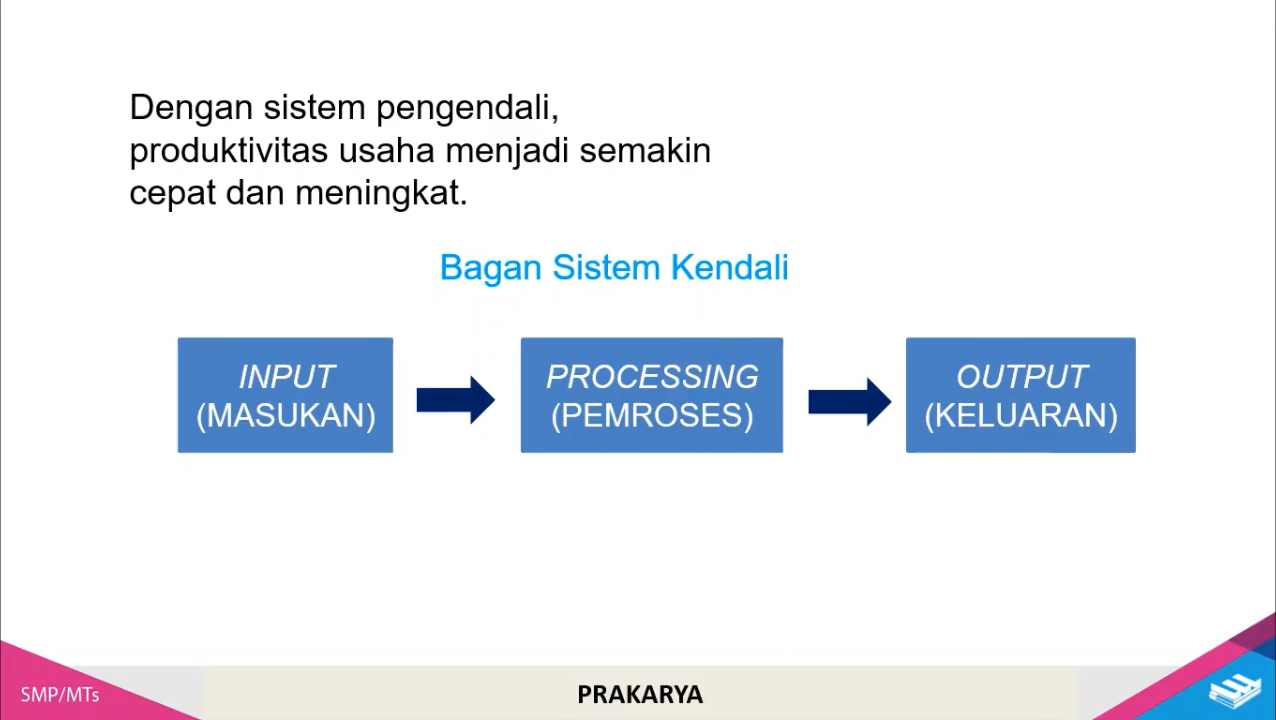 Dengan sistem pengendali,
produktivitas usaha menjadi semakin
cepat dan meningkat.
Bagan Sistem Kendali
INPUT
(MASUKAN)
PROCESSING
(PEMROSES)
OUTPUT
(KELUARAN)
SMP/MTs
PRAKARYA